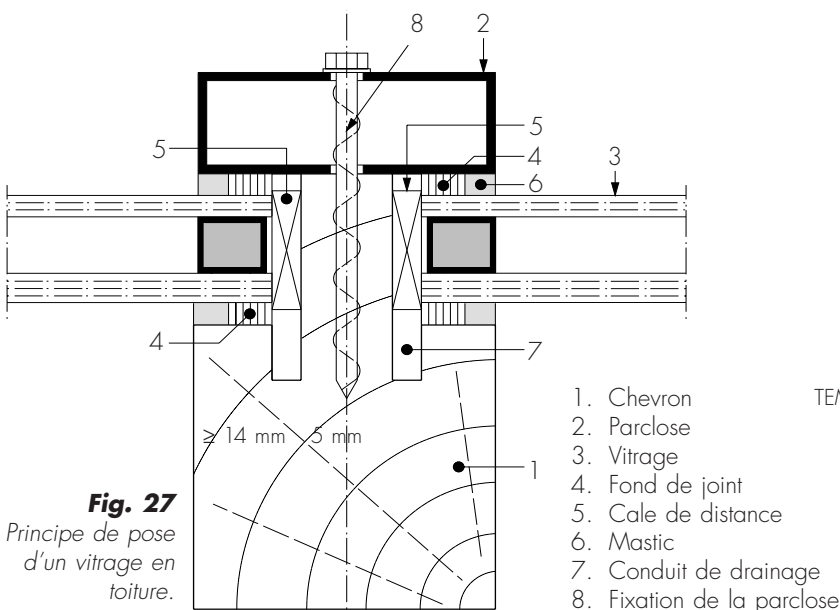 8
2
5
5
4
3
6
4
7
≥ 14 mm
5 mm
1
Fig. 27
Principe de pose
d'un vitrage en
toiture.
1. Chevron
2. Parclose
3. Vitrage
4. Fond de joint
5. Cale de distance
6. Mastic
7. Conduit de drainage
8. Fixation de la parclose